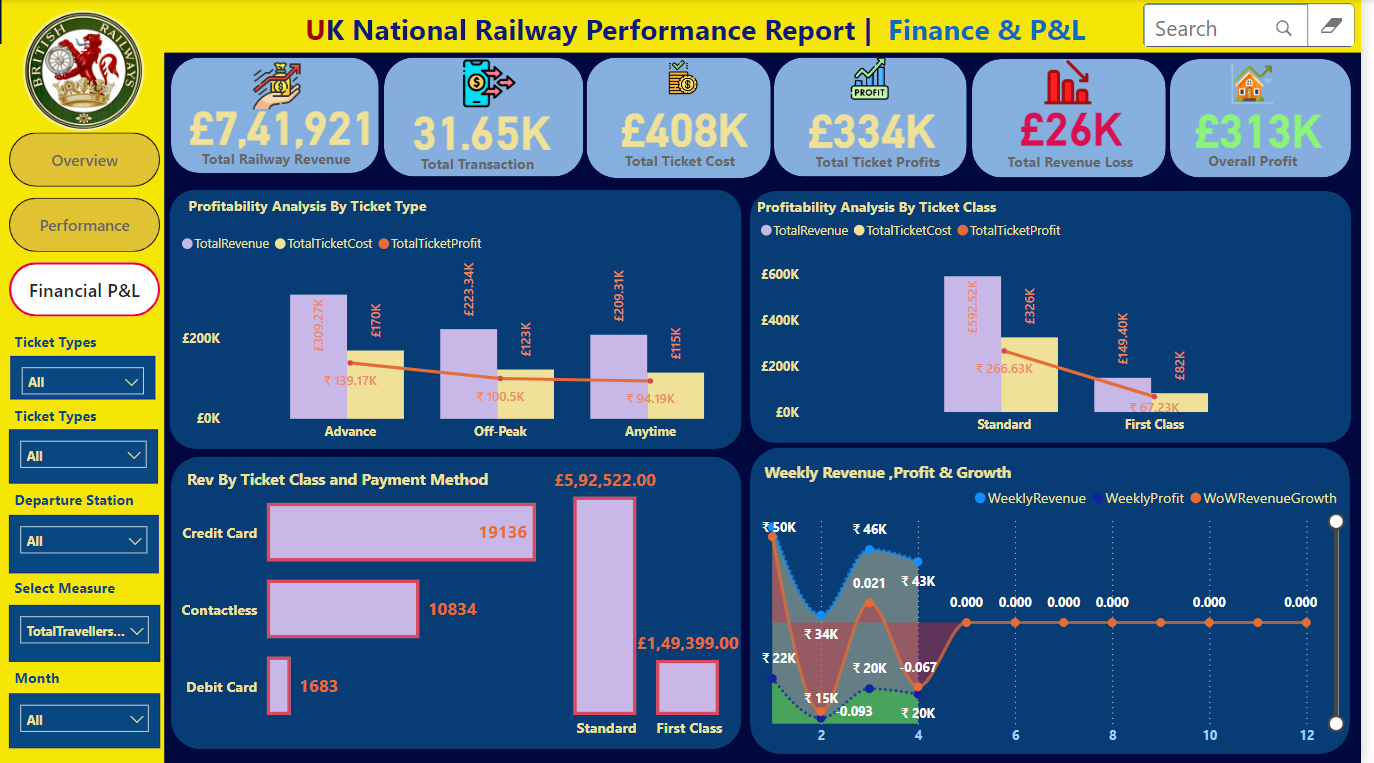 BRITISH RAILWAYS
UK National Railway Performance Report | Finance & P&L
Search
Overview
Performance
Financial P&L
Ticket Types
All
Ticket Types
All
Departure Station
All
Select Measure
TotalTravellers...
Month
All
£7,41,921
Total Railway Revenue
31.65K
Total Transaction
£408K
Total Ticket Cost
PROFIT
£334K
Total Ticket Profits
£26K
Total Revenue Loss
£313K
Overall Profit
Profitability Analysis By Ticket Type
TotalRevenue TotalTicketCost TotalTicketProfit
£200K
£0K
£309.27K
£170K
£223.34K
£123K
£209.31K
£115K
₹ 139.17K
₹ 100.5K
₹ 94.19K
Advance
Off-Peak
Anytime
Profitability Analysis By Ticket Class
TotalRevenue TotalTicketCost TotalTicketProfit
£600K
£400K
£200K
£0K
£592.52K
£326K
£149.40K
£82K
₹ 266.63K
₹ 67.23K
Standard
First Class
Rev By Ticket Class and Payment Method
Credit Card
19136
Contactless
10834
Debit Card
1683
£5,92,522.00
£1,49,399.00
Standard
First Class
Weekly Revenue ,Profit & Growth
WeeklyRevenue WeeklyProfit WoWRevenueGrowth
₹ 50K
₹ 46K
0.021
₹ 43K
0.000
0.000
0.000
0.000
0.000
0.000
₹ 34K
₹ 22K
₹ 20K
-0.067
₹ 15K
-0.093
₹ 20K
2
4
6
8
10
12